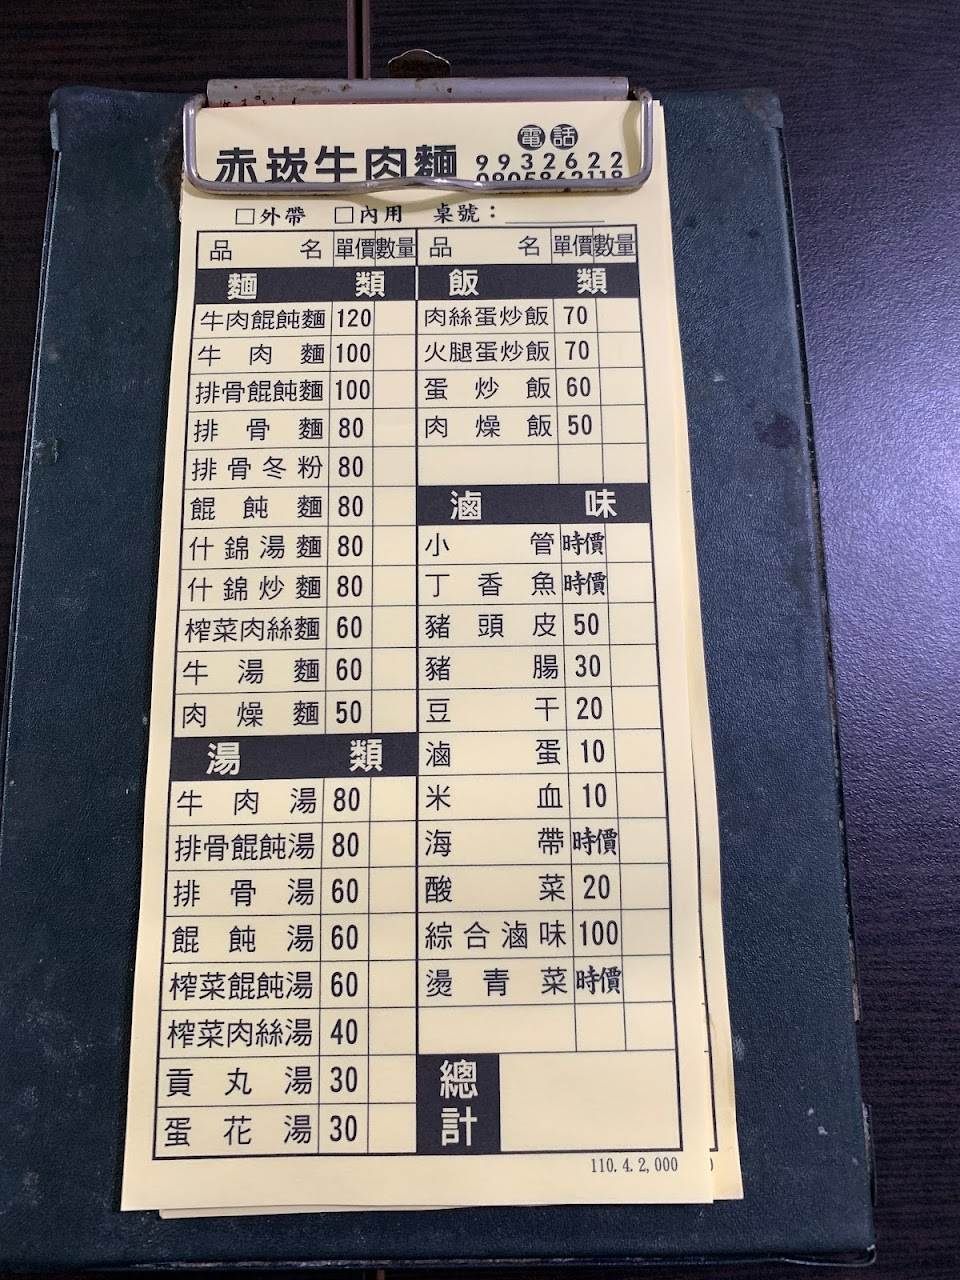 赤崁牛肉麵
電話
9932622
□外帶 □內用 桌號：
品名 單價 數量
麵類
牛肉餛飩麵 120
牛肉麵 100
排骨餛飩麵 100
排骨麵 80
排骨冬粉 80
餛飩麵 80
什錦湯麵 80
什錦炒麵 80
榨菜肉絲麵 60
牛湯麵 60
肉燥麵 50
湯類
牛肉湯 80
排骨餛飩湯 80
排骨湯 60
餛飩湯 60
榨菜餛飩湯 60
榨菜肉絲湯 40
貢丸湯 30
蛋花湯 30
品名 單價 數量
飯類
肉絲蛋炒飯 70
火腿蛋炒飯 70
蛋炒飯 60
肉燥飯 50
滷味
小管 時價
丁香魚 時價
豬頭皮 50
豬腸 30
豆干 20
滷蛋 10
米血 10
海帶 時價
酸菜 20
綜合滷味 100
燙青菜 時價
總計
110.4.2,000